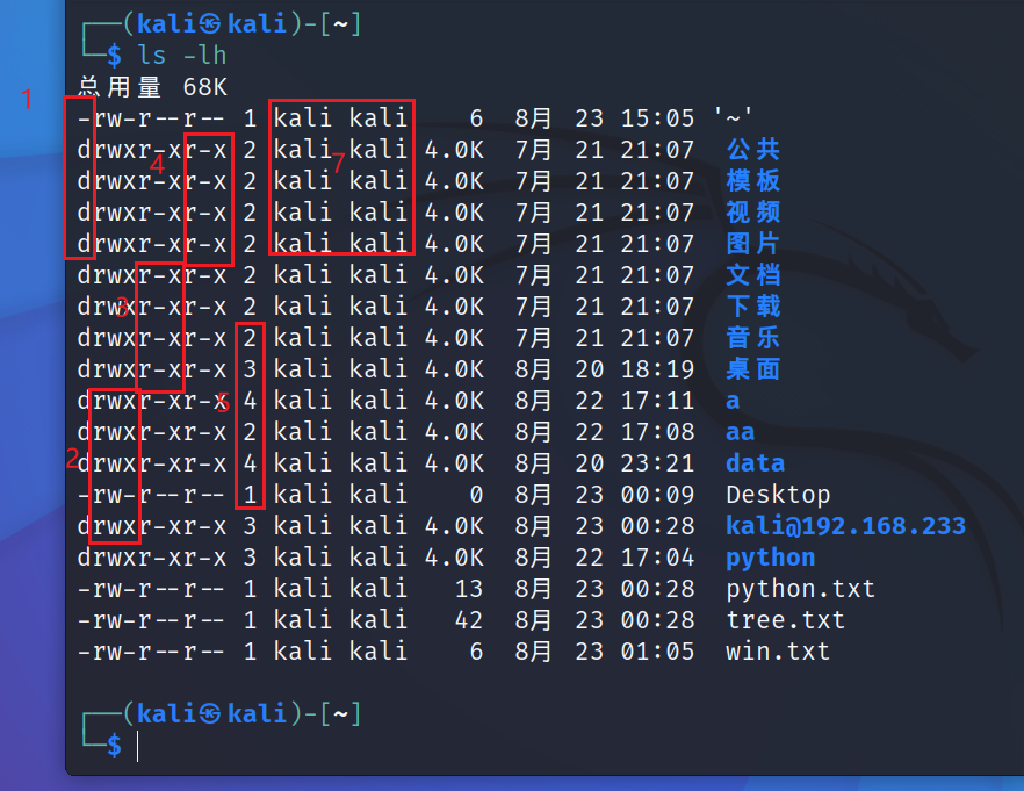 ┌──(kali㉿kali)-[~]
└─$ ls -lh
总用量 68K
-rw-r--r-- 1 kali kali    6  8月  23 15:05 '~'
drwxr-xr-x 2 kali kali 4.0K  7月  21 21:07  公共
drwxr-xr-x 2 kali kali 4.0K  7月  21 21:07  模板
drwxr-xr-x 2 kali kali 4.0K  7月  21 21:07  视频
drwxr-xr-x 2 kali kali 4.0K  7月  21 21:07  图片
drwxr-xr-x 2 kali kali 4.0K  7月  21 21:07  文档
drwxr-xr-x 2 kali kali 4.0K  7月  21 21:07  下载
drwxr-xr-x 2 kali kali 4.0K  7月  21 21:07  音乐
drwxr-xr-x 3 kali kali 4.0K  8月  20 18:19  桌面
drwxr-xr-x 4 kali kali 4.0K  8月  22 17:11  a
drwxr-xr-x 2 kali kali 4.0K  8月  22 17:08  aa
drwxr-xr-x 4 kali kali 4.0K  8月  20 23:21  data
-rw-r--r-- 1 kali kali    0  8月  23 00:09  Desktop
drwxr-xr-x 3 kali kali 4.0K  8月  23 00:28  kali@192.168.233
drwxr-xr-x 3 kali kali 4.0K  8月  22 17:04  python
-rw-r--r-- 1 kali kali   13  8月  23 00:28  python.txt
-rw-r--r-- 1 kali kali   42  8月  23 00:28  tree.txt
-rw-r--r-- 1 kali kali    6  8月  23 01:05  win.txt
┌──(kali㉿kali)-[~]
└─$
1
4
7
3
5
2